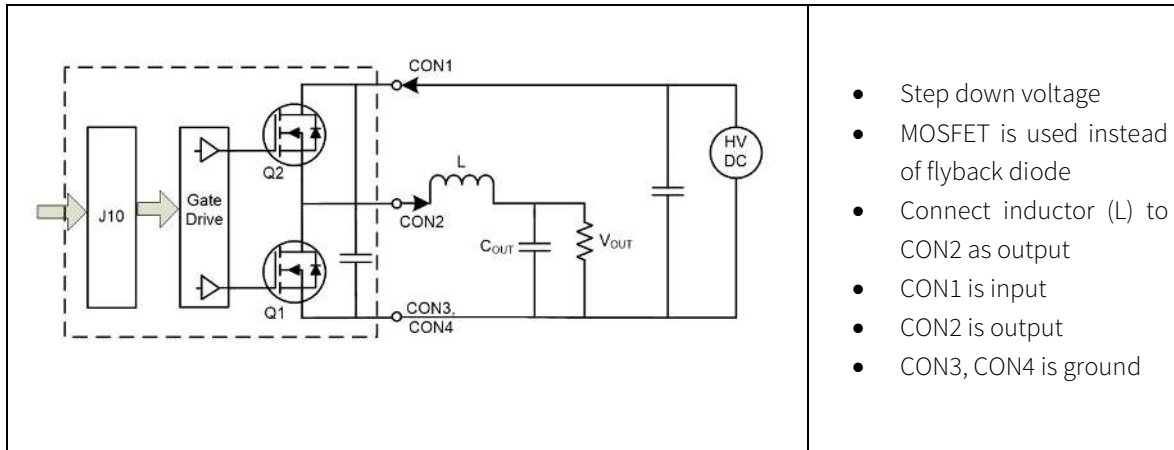 CON1
HV
DC
Q2
L
J10
Gate
Drive
CON2
COUT
VOUT
Q1
CON3,
CON4
• Step down voltage
• MOSFET is used instead
of flyback diode
• Connect inductor (L) to
CON2 as output
• CON1 is input
• CON2 is output
• CON3, CON4 is ground